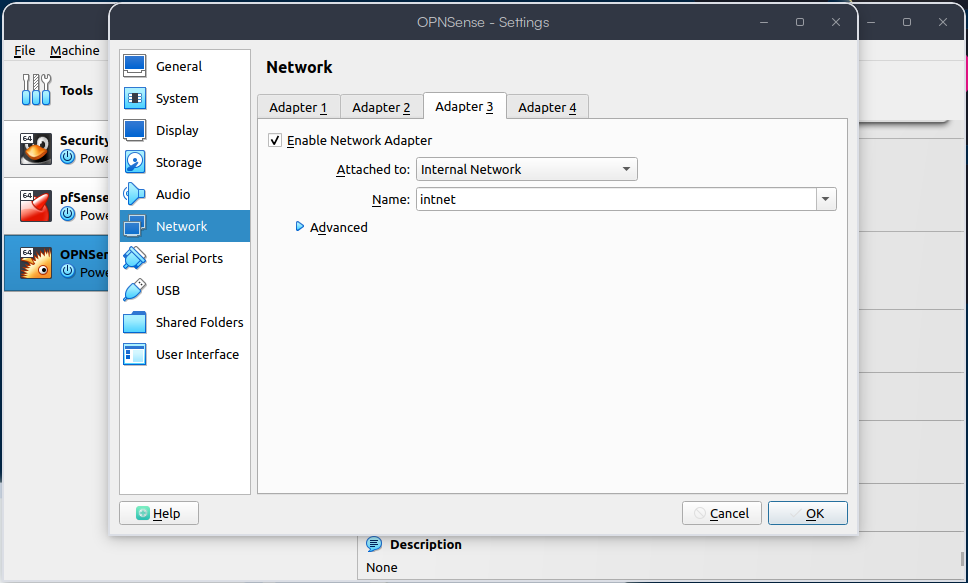 OPNSense - Settings
File Machine
Tools
64
Security
Powe
64
pfSense
Powe
64
OPNSen
Powe
General
System
Display
Storage
Audio
Network
Serial Ports
USB
Shared Folders
User Interface
Network
Adapter 1 Adapter 2 Adapter 3 Adapter 4
Enable Network Adapter
Attached to: Internal Network
Name: intnet
Advanced
Help Cancel OK
Description
None